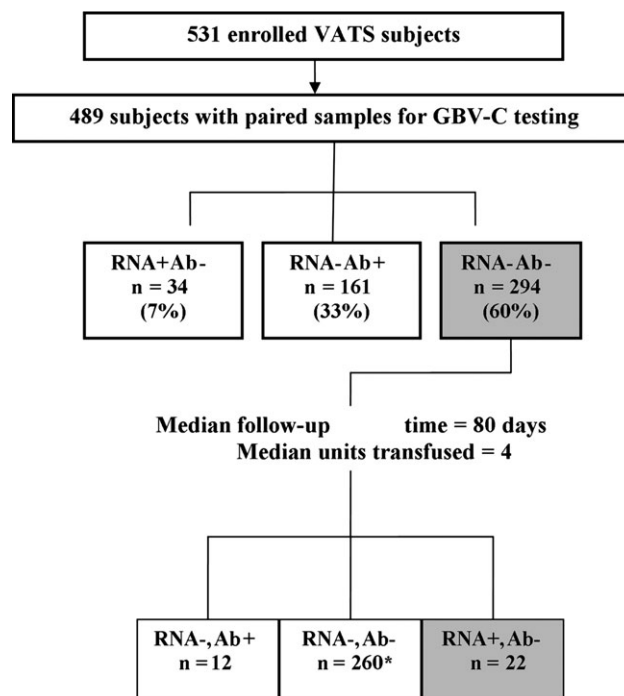 531 enrolled VATS subjects
489 subjects with paired samples for GBV-C testing
RNA+Ab-
n = 34
(7%)
RNA-Ab+
n = 161
(33%)
RNA-Ab-
n = 294
(60%)
Median follow-up time = 80 days
Median units transfused = 4
RNA-, Ab+
n = 12
RNA-, Ab-
n = 260*
RNA+, Ab-
n = 22